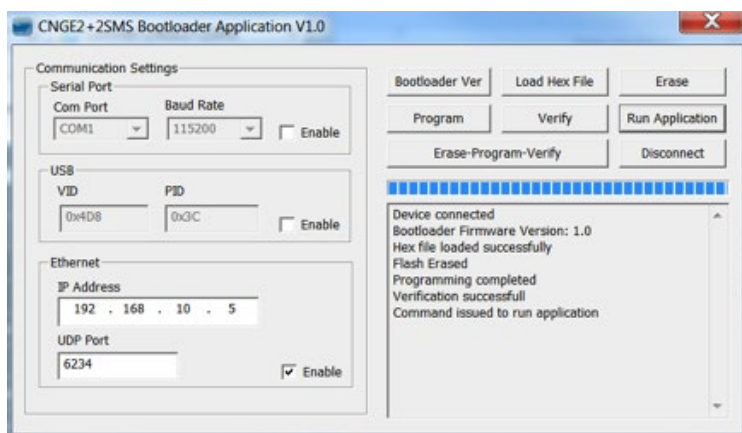 CNGE2+2SMS Bootloader Application V1.0
Communication Settings
Serial Port
Com Port Baud Rate
COM1 115200 Enable
USB
VID PID
0x4D8 0x3C Enable
Ethernet
IP Address
192 . 168 . 10 . 5
UDP Port
6234
Enable
Bootloader Ver Load Hex File Erase
Program Verify Run Application
Erase-Program-Verify Disconnect
Device connected
Bootloader Firmware Version: 1.0
Hex file loaded successfully
Flash Erased
Programming completed
Verification successfull
Command issued to run application